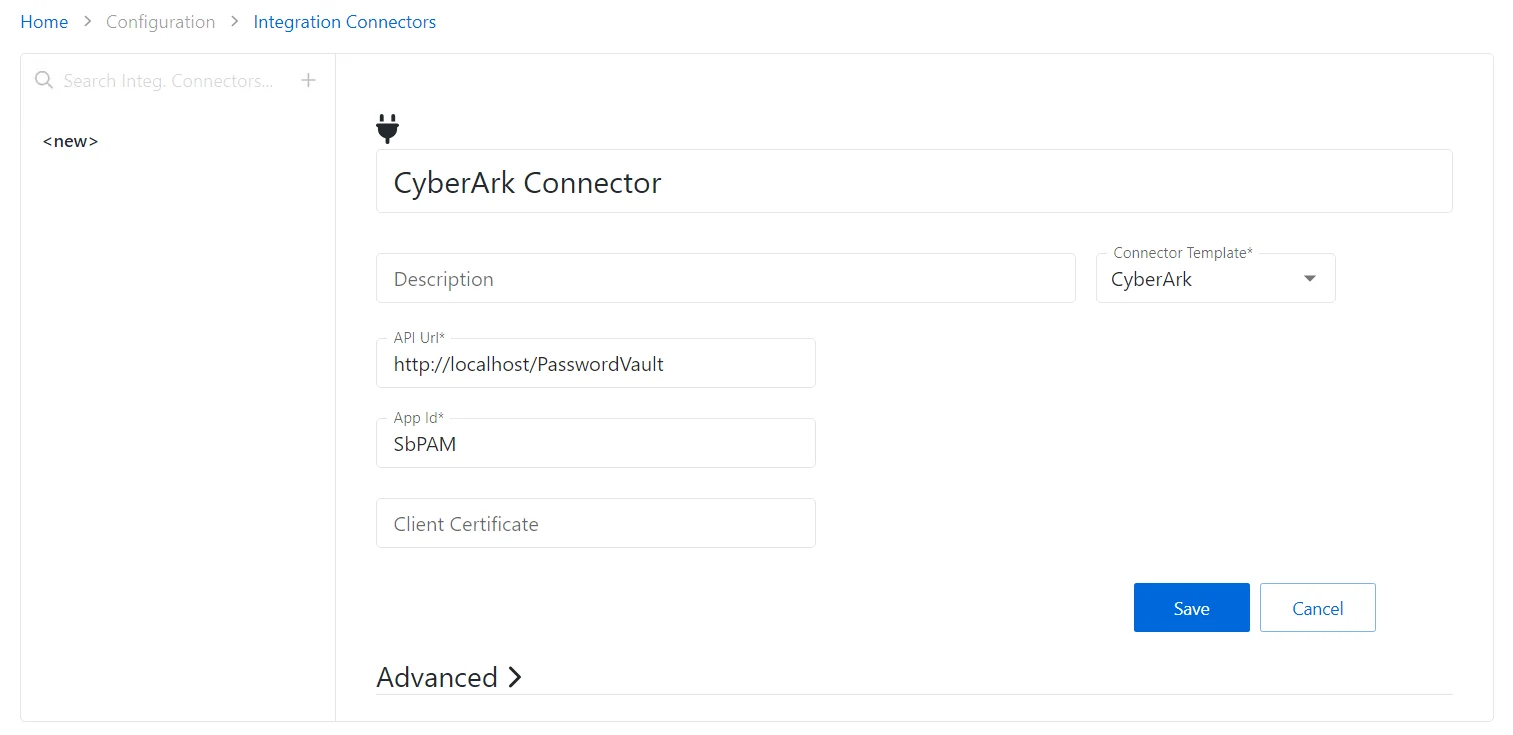 Home > Configuration > Integration Connectors
Search Integ. Connectors... +
<new>
CyberArk Connector
Description
Connector Template*
CyberArk
API Url*
http://localhost/PasswordVault
App Id*
SbPAM
Client Certificate
Save Cancel
Advanced >